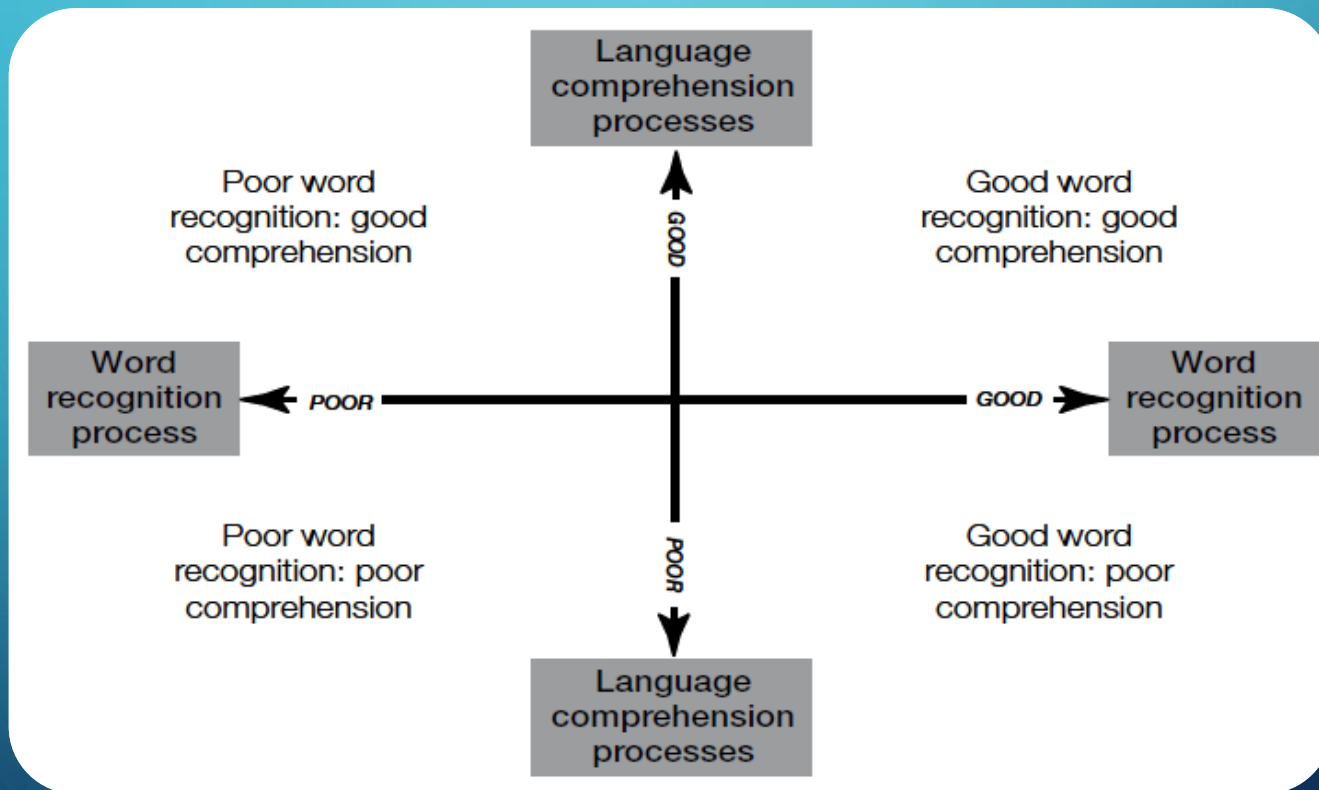 Language
comprehension
processes
Poor word
recognition: good
comprehension
GOOD
Good word
recognition: good
comprehension
Word
recognition
process
POOR
GOOD
Word
recognition
process
Poor word
recognition: poor
comprehension
POOR
Good word
recognition: poor
comprehension
Language
comprehension
processes